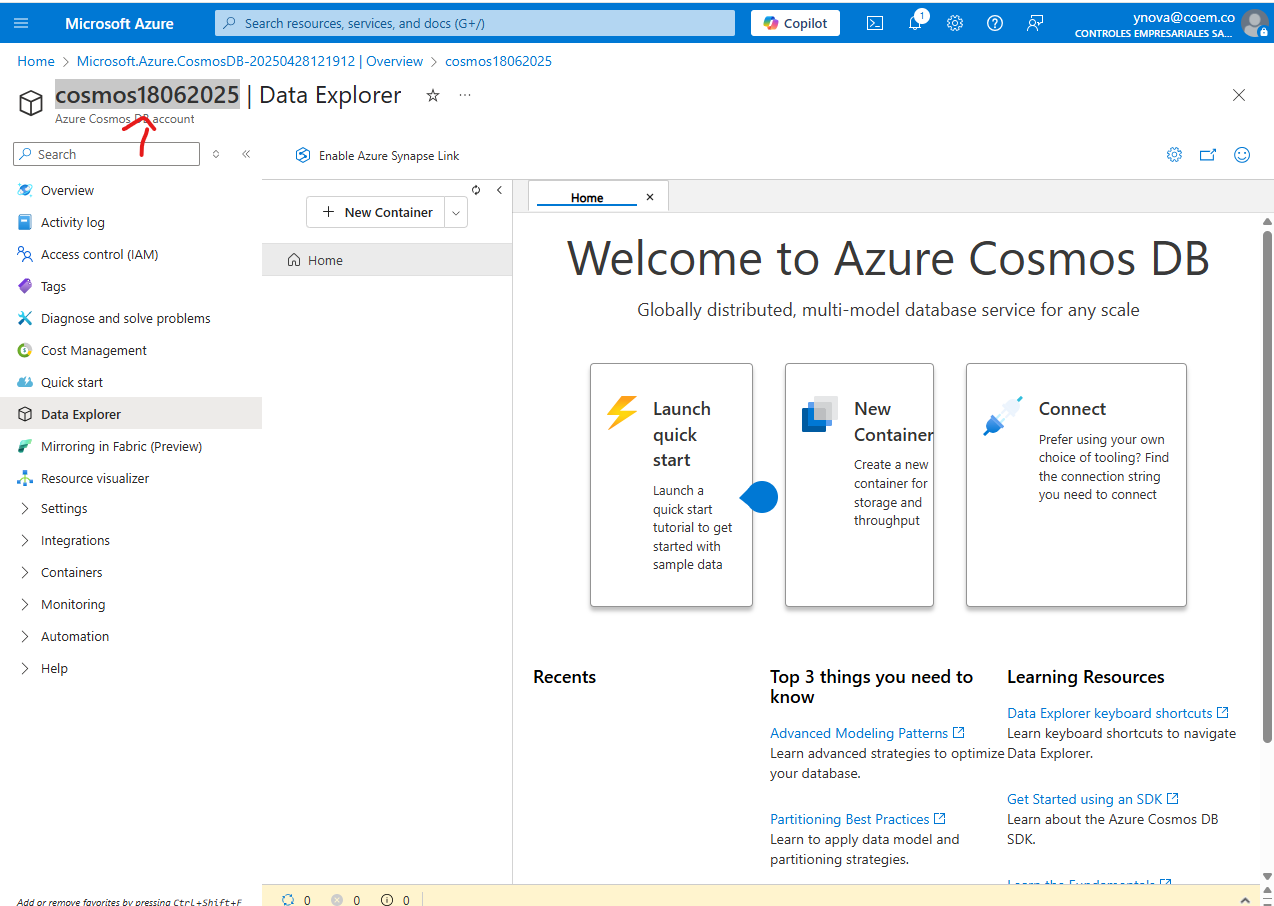 Microsoft Azure
Search resources, services, and docs (G+/)
Copilot
1
ynova@coem.co
CONTROLES EMPRESARIALES SA...
Home > Microsoft.Azure.CosmosDB-20250428121912 | Overview > cosmos18062025
cosmos18062025 | Data Explorer
Azure Cosmos DB account
Search
Enable Azure Synapse Link
Overview
Activity log
Access control (IAM)
Tags
Diagnose and solve problems
Cost Management
Quick start
Data Explorer
Mirroring in Fabric (Preview)
Resource visualizer
Settings
Integrations
Containers
Monitoring
Automation
Help
Add or remove favorites by pressing Ctrl+Shift+F
New Container
Home
Home
Welcome to Azure Cosmos DB
Globally distributed, multi-model database service for any scale
Launch
quick
start
Launch a
quick start
tutorial to get
started with
sample data
New
Container
Create a new
container for
storage and
throughput
Connect
Prefer using your own
choice of tooling? Find
the connection string
you need to connect
Recents
Top 3 things you need to
know
Advanced Modeling Patterns
Learn advanced strategies to optimize
your database.
Partitioning Best Practices
Learn to apply data model and
partitioning strategies.
Learning Resources
Data Explorer keyboard shortcuts
Learn keyboard shortcuts to navigate
Data Explorer.
Get Started using an SDK
Learn about the Azure Cosmos DB
SDK.
Learn the Fundamentals
0 0 0